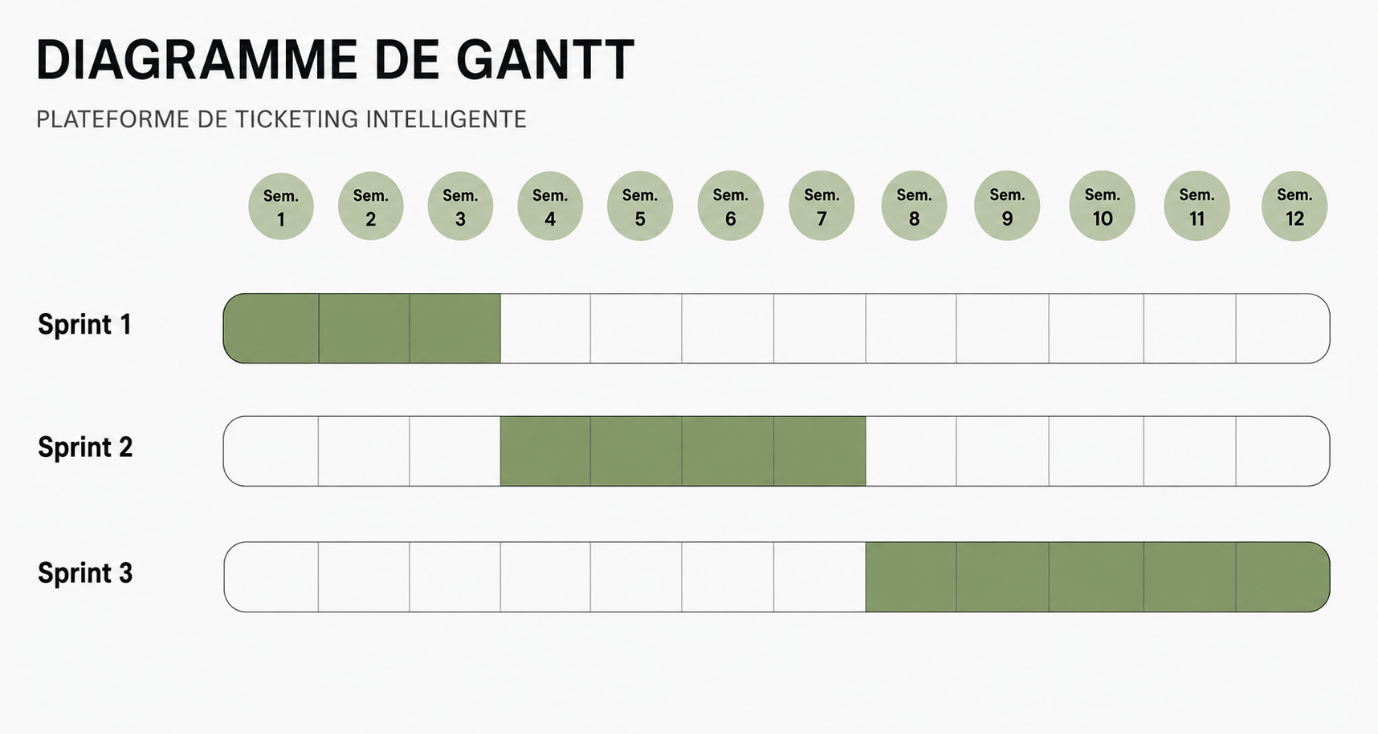 DIAGRAMME DE GANTT
PLATEFORME DE TICKETING INTELLIGENTE
Sem. 1
Sem. 2
Sem. 3
Sem. 4
Sem. 5
Sem. 6
Sem. 7
Sem. 8
Sem. 9
Sem. 10
Sem. 11
Sem. 12
Sprint 1
Sprint 2
Sprint 3